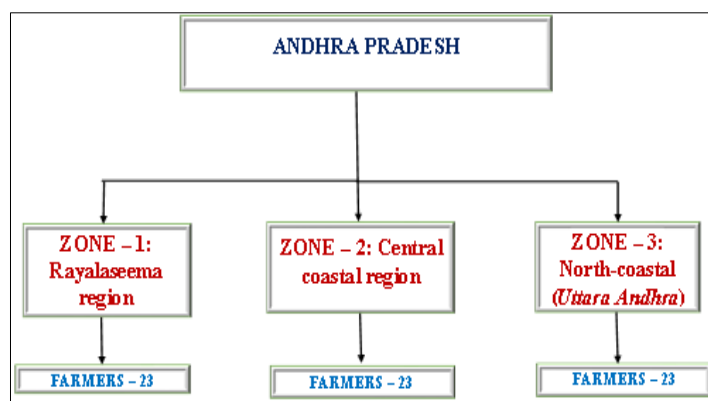 ANDHRA PRADESH
ZONE – 1:
Rayalaseema
region
ZONE – 2: Central
coastal region
ZONE – 3:
North-coastal
(Uttara Andhra)
FARMERS – 23
FARMERS – 23
FARMERS – 23